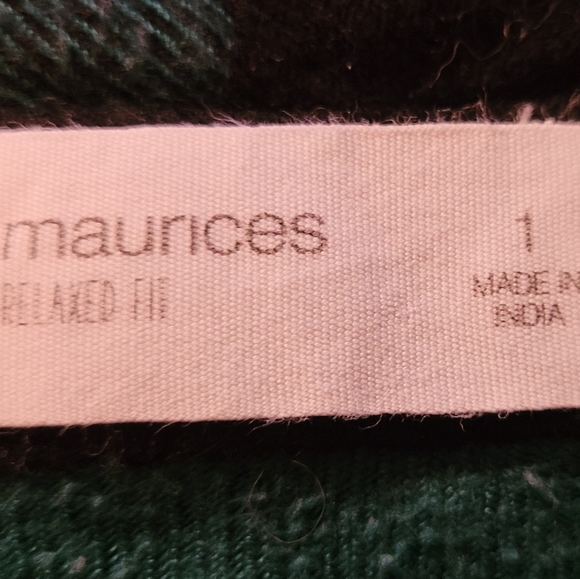 maurices
RELAXED FIT
1
MADE IN
INDIA